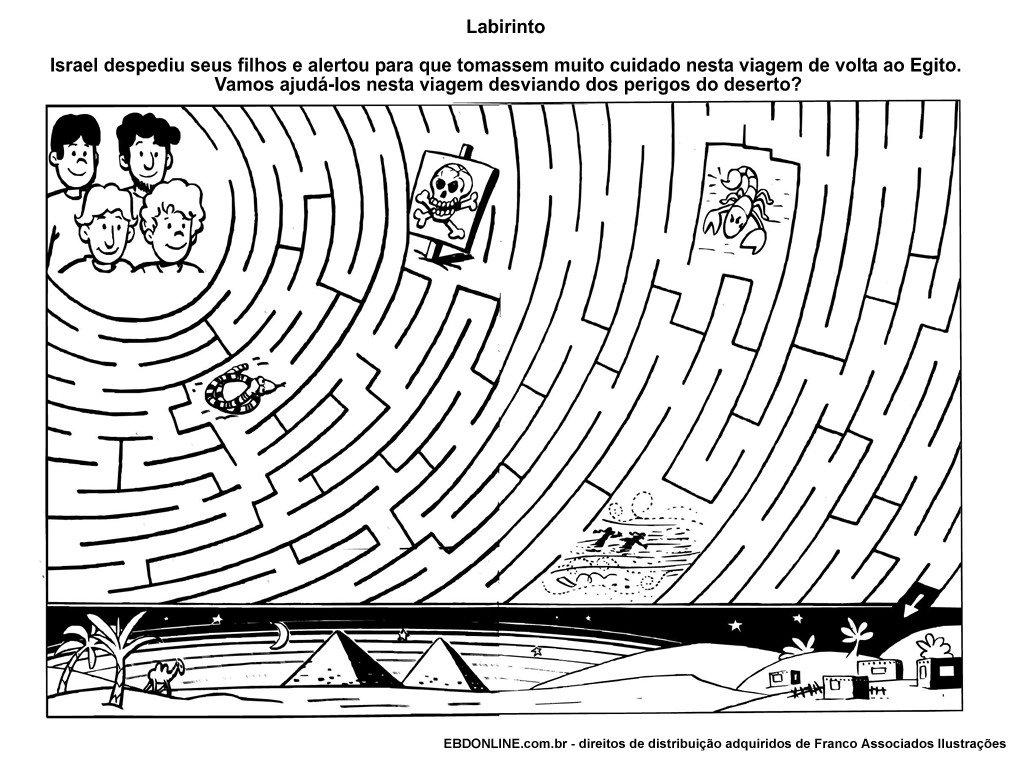 Labirinto
Israel despediu seus filhos e alertou para que tomassem muito cuidado nesta viagem de volta ao Egito.
Vamos ajudá-los nesta viagem desviando dos perigos do deserto?
EBDONLINE.com.br - direitos de distribuição adquiridos de Franco Associados Ilustrações